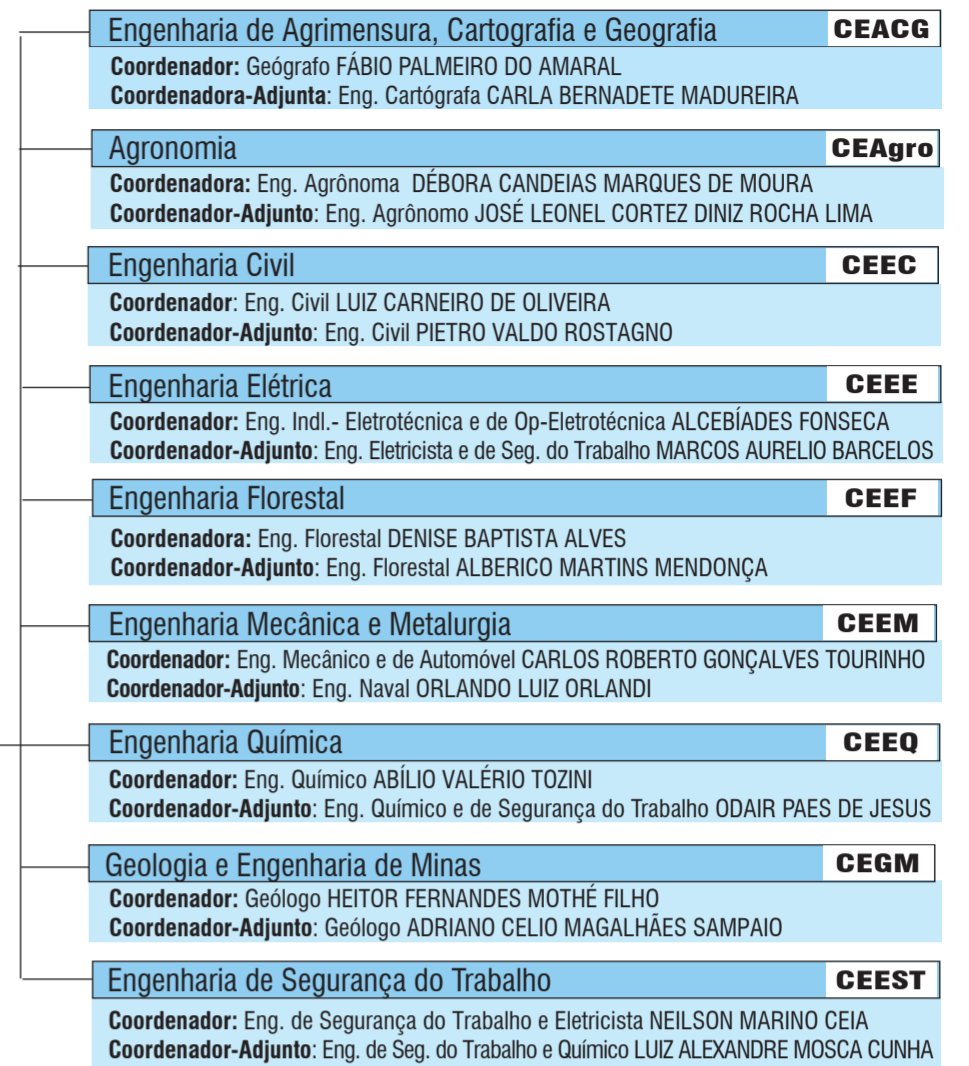 Engenharia de Agrimensura, Cartografia e Geografia CEACG
Coordenador: Geógrafo FÁBIO PALMEIRO DO AMARAL
Coordenadora-Adjunta: Eng. Cartógrafa CARLA BERNADETE MADUREIRA
Agronomia CEAgro
Coordenadora: Eng. Agrônoma DÉBORA CANDEIAS MARQUES DE MOURA
Coordenador-Adjunto: Eng. Agrônomo JOSÉ LEONEL CORTEZ DINIZ ROCHA LIMA
Engenharia Civil CEEC
Coordenador: Eng. Civil LUIZ CARNEIRO DE OLIVEIRA
Coordenador-Adjunto: Eng. Civil PIETRO VALDO ROSTAGNO
Engenharia Elétrica CEEE
Coordenador: Eng. Indl.- Eletrotécnica e de Op-Eletrotécnica ALCEBÍADES FONSECA
Coordenador-Adjunto: Eng. Eletricista e de Seg. do Trabalho MARCOS AURELIO BARCELOS
Engenharia Florestal CEEF
Coordenadora: Eng. Florestal DENISE BAPTISTA ALVES
Coordenador-Adjunto: Eng. Florestal ALBERICO MARTINS MENDONÇA
Engenharia Mecânica e Metalurgia CEEM
Coordenador: Eng. Mecânico e de Automóvel CARLOS ROBERTO GONÇALVES TOURINHO
Coordenador-Adjunto: Eng. Naval ORLANDO LUIZ ORLANDI
Engenharia Química CEEQ
Coordenador: Eng. Químico ABÍLIO VALÉRIO TOZINI
Coordenador-Adjunto: Eng. Químico e de Segurança do Trabalho ODAIR PAES DE JESUS
Geologia e Engenharia de Minas CEGM
Coordenador: Geólogo HEITOR FERNANDES MOTHÉ FILHO
Coordenador-Adjunto: Geólogo ADRIANO CELIO MAGALHÃES SAMPAIO
Engenharia de Segurança do Trabalho CEEST
Coordenador: Eng. de Segurança do Trabalho e Eletricista NEILSON MARINO CEIA
Coordenador-Adjunto: Eng. de Seg. do Trabalho e Químico LUIZ ALEXANDRE MOSCA CUNHA